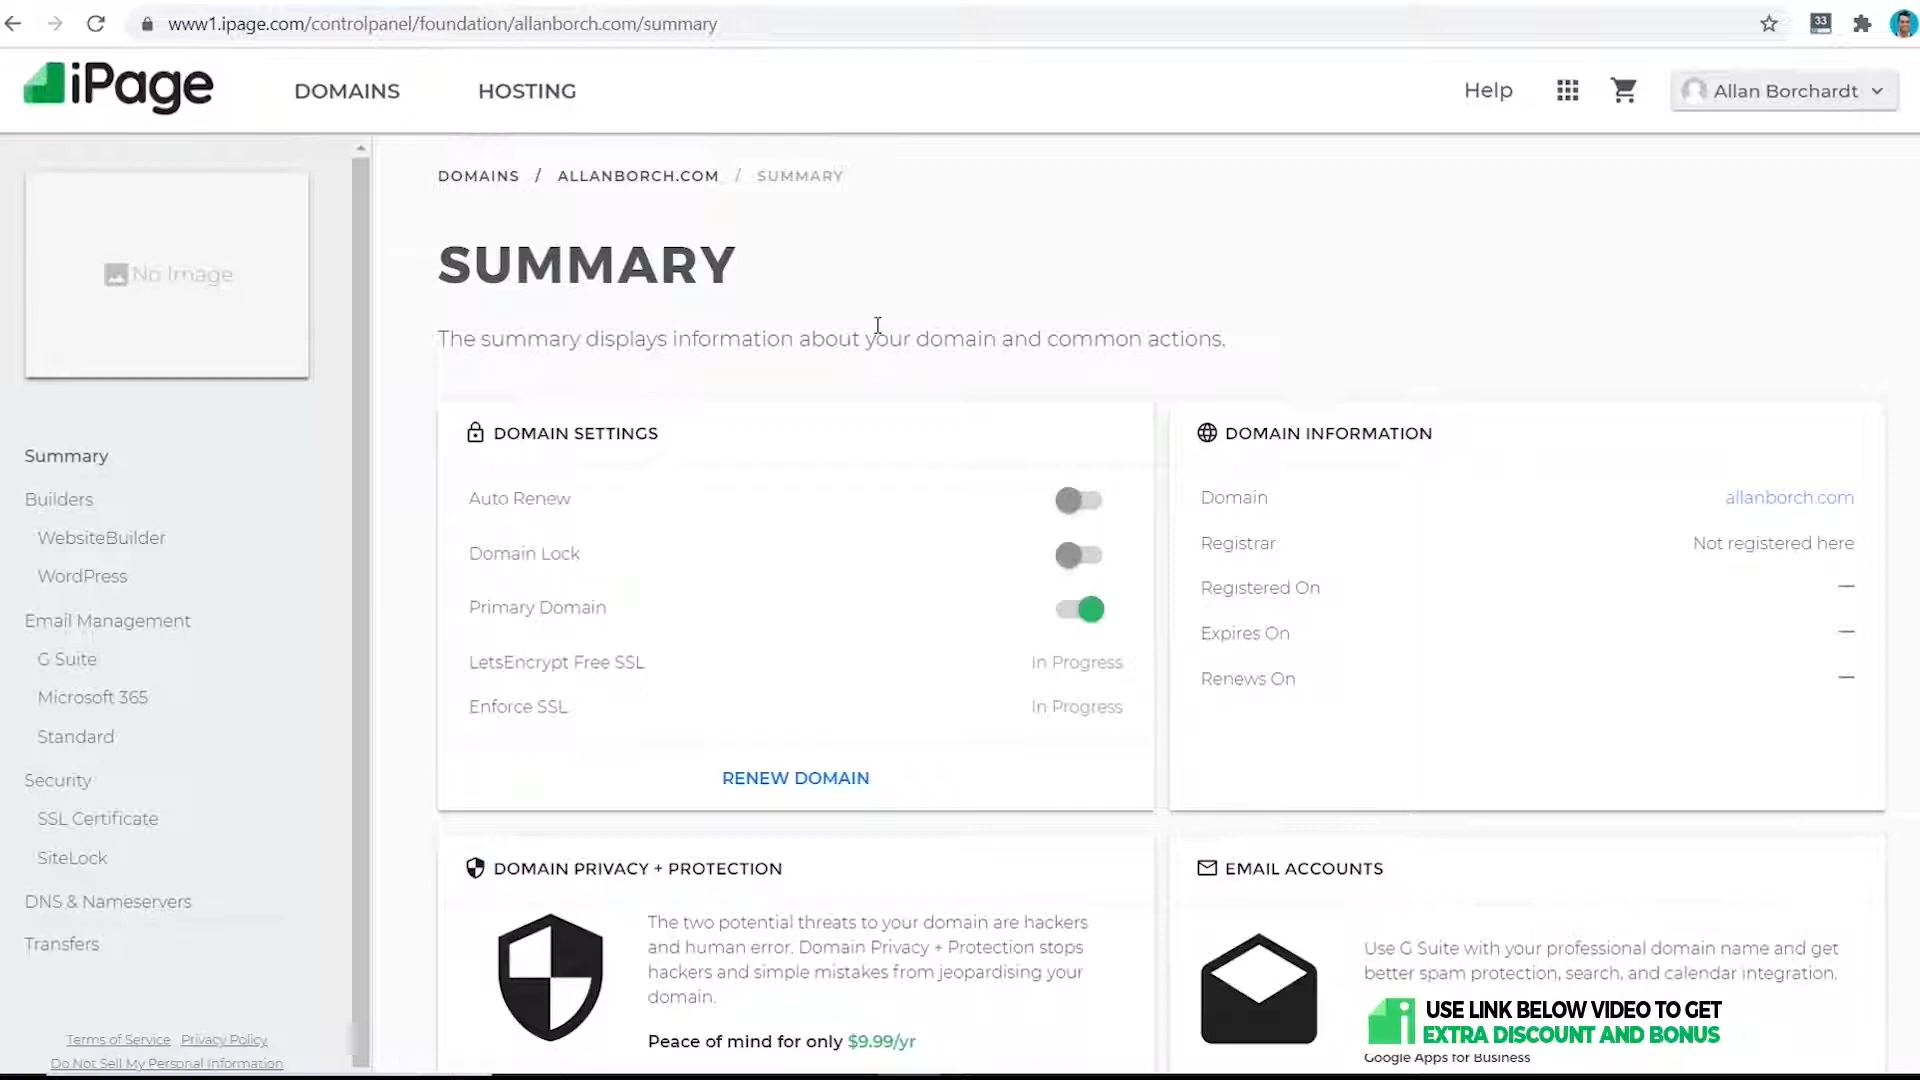 www1.ipage.com/controlpanel/foundation/allanborch.com/summary
33
iPage
DOMAINS
HOSTING
Help
Allan Borchardt
No Image
Summary
Builders
WebsiteBuilder
WordPress
Email Management
G Suite
Microsoft 365
Standard
Security
SSL Certificate
SiteLock
DNS & Nameservers
Transfers
Terms of Service Privacy Policy
Do Not Sell My Personal Information
DOMAINS / ALLANBORCH.COM / SUMMARY
SUMMARY
The summary displays information about your domain and common actions.
DOMAIN SETTINGS
Auto Renew
Domain Lock
Primary Domain
LetsEncrypt Free SSL In Progress
Enforce SSL In Progress
RENEW DOMAIN
DOMAIN INFORMATION
Domain allanborch.com
Registrar Not registered here
Registered On —
Expires On —
Renews On —
DOMAIN PRIVACY + PROTECTION
The two potential threats to your domain are hackers
and human error. Domain Privacy + Protection stops
hackers and simple mistakes from jeopardising your
domain.
Peace of mind for only $9.99/yr
EMAIL ACCOUNTS
Use G Suite with your professional domain name and get
better spam protection, search, and calendar integration.
USE LINK BELOW VIDEO TO GET
EXTRA DISCOUNT AND BONUS
Google Apps for Business